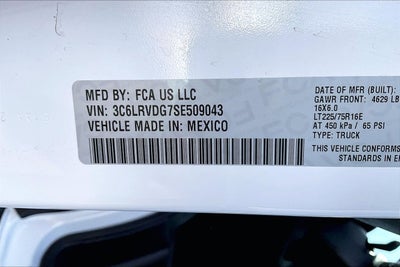 MFD BY: FCA US LLC
VIN: 3C6LRVDG7SE509043
VEHICLE MADE IN: MEXICO
DATE OF MFR (BUILT):
GAWR FRONT: 4629 LB
16X6.0
LT225/75R16E
AT 450 kPa / 65 PSI
TYPE: TRUCK
THIS VEHICLE CONFORMS
STANDARDS IN